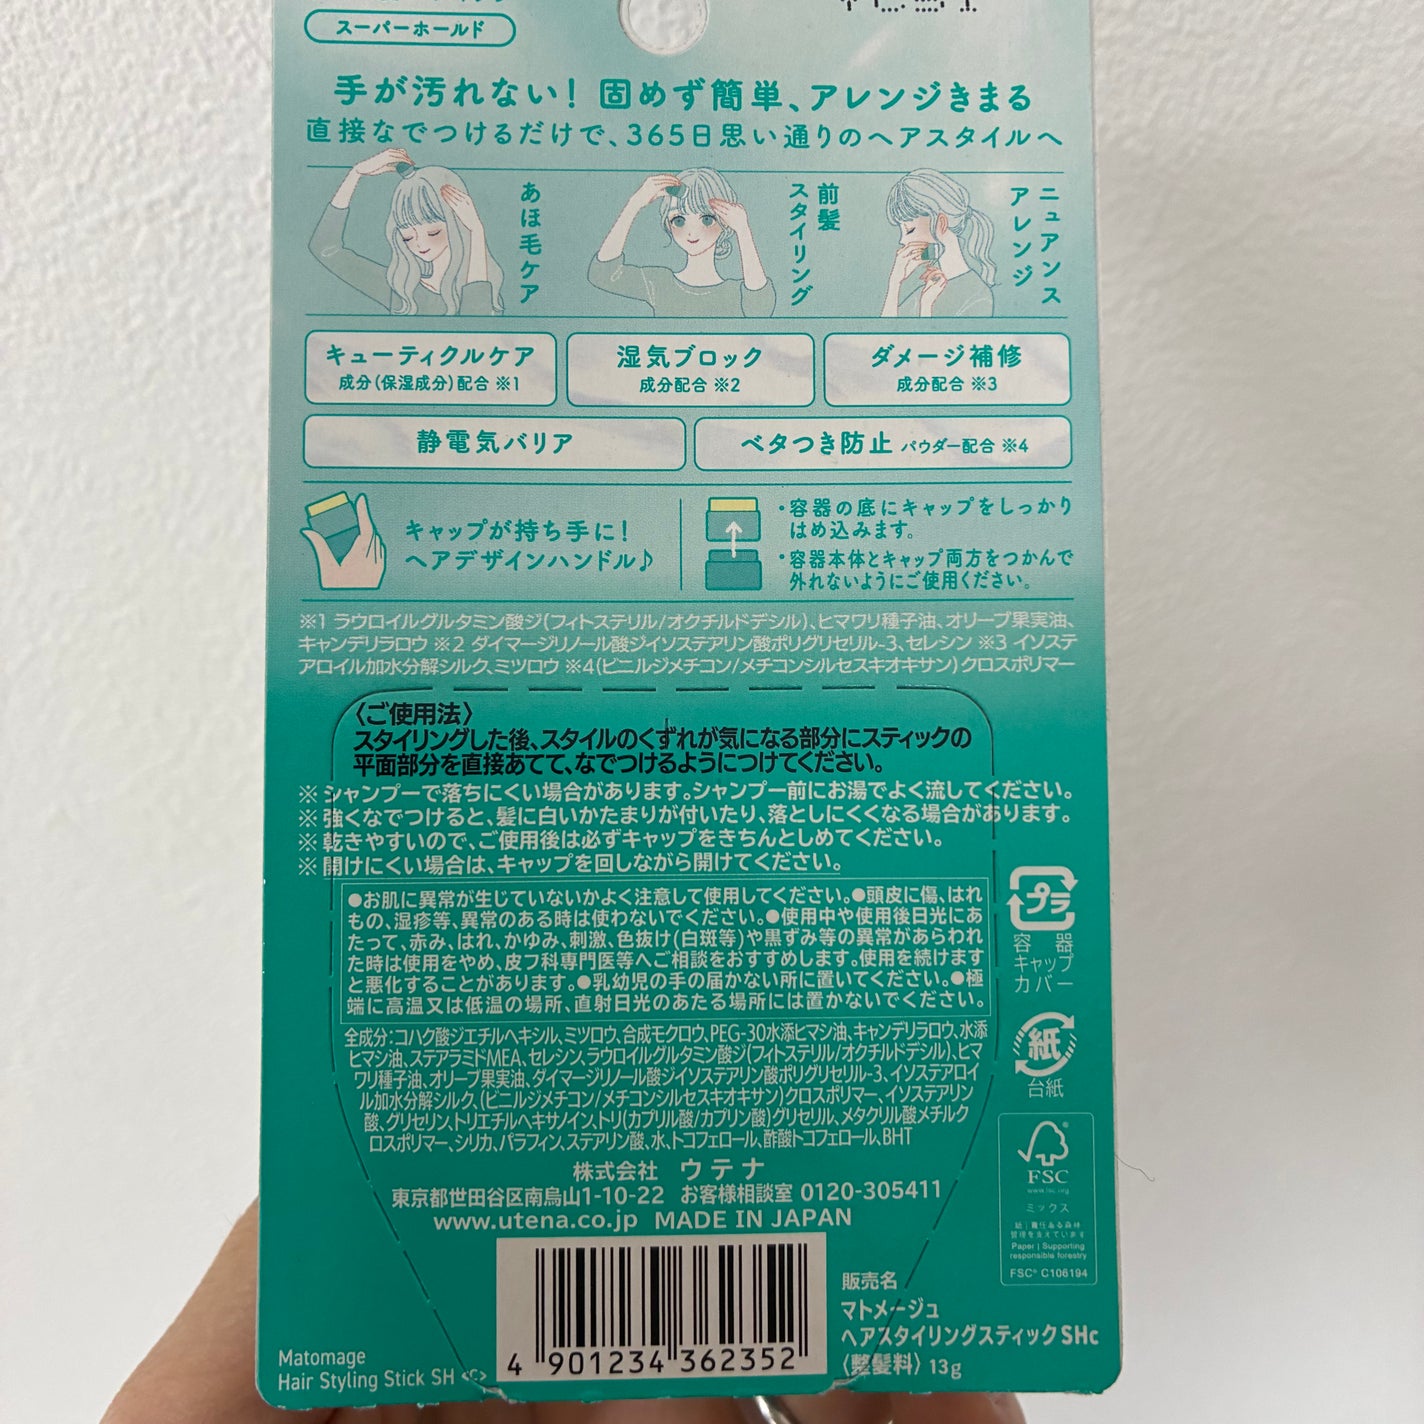 スーパーホールド
手が汚れない! 固めず簡単、アレンジきまる
直接なでつけるだけで、365日思い通りのヘアスタイルへ
あほ毛ケア
前髪
スタイリング
ニュアンス
アレンジ
キューティクルケア
成分(保湿成分)配合 ※1
湿気ブロック
成分配合 ※2
ダメージ補修
成分配合 ※3
静電気バリア
ベタつき防止 パウダー配合 ※4
キャップが持ち手に!
ヘアデザインハンドル♪
・容器の底にキャップをしっかり
はめ込みます。
・容器本体とキャップ両方をつかんで
外れないようにご使用ください。
※1 ラウロイルグルタミン酸ジ(フィトステリル/オクチルドデシル)、ヒマワリ種子油、オリーブ果実油、
キャンデリラロウ ※2 ダイマージリノール酸ジイソステアリン酸ポリグリセリル-3、セレシン ※3 イソステ
アロイル加水分解シルク、ミツロウ ※4(ビニルジメチコン/メチコンシルセスキオキサン)クロスポリマー
〈ご使用法〉
スタイリングした後、スタイルのくずれが気になる部分にスティックの
平面部分を直接あてて、なでつけるようにつけてください。
※ シャンプーで落ちにくい場合があります。シャンプー前にお湯でよく流してください。
※ 強くなでつけると、髪に白いかたまりが付いたり、落としにくくなる場合があります。
※ 乾きやすいので、ご使用後は必ずキャップをきちんとしめてください。
※ 開けにくい場合は、キャップを回しながら開けてください。
●お肌に異常が生じていないかよく注意して使用してください。●頭皮に傷、はれ
もの、湿疹等、異常のある時は使わないでください。●使用中や使用後日光にあ
たって、赤み、はれ、かゆみ、刺激、色抜け(白斑等)や黒ずみ等の異常があらわれ
た時は使用をやめ、皮フ科専門医等へご相談をおすすめします。使用を続けます
と悪化することがあります。●乳幼児の手の届かない所に置いてください。●極
端に高温又は低温の場所、直射日光のあたる場所には置かないでください。
全成分:コハク酸ジエチルヘキシル、ミツロウ、合成モクロウ、PEG-30水添ヒマシ油、キャンデリラロウ、水添
ヒマシ油、ステアラミドMEA、セレシン、ラウロイルグルタミン酸ジ(フィトステリル/オクチルドデシル)、ヒマ
ワリ種子油、オリーブ果実油、ダイマージリノール酸ジイソステアリン酸ポリグリセリル-3、イソステアロイ
ル加水分解シルク、(ビニルジメチコン/メチコンシルセスキオキサン)クロスポリマー、イソステアリン
酸、グリセリン、トリエチルヘキサノイン、トリ(カプリル酸/カプリン酸)グリセリル、メタクリル酸メチルク
ロスポリマー、シリカ、パラフィン、ステアリン酸、水、トコフェロール、酢酸トコフェロール、BHT
株式会社 ウテナ
東京都世田谷区南烏山1-10-22 お客様相談室 0120-305411
www.utena.co.jp MADE IN JAPAN
プラ
容器
キャップ
カバー
紙
台紙
FSC
www.fsc.org
ミックス
紙|責任ある森林
管理を支えています
Paper | Supporting
responsible forestry
FSC® C106194
4 901234 362352
販売名
マトメージュ
ヘアスタイリングスティックSHc
〈整髪料〉13g
Matomage
Hair Styling Stick SH <c>